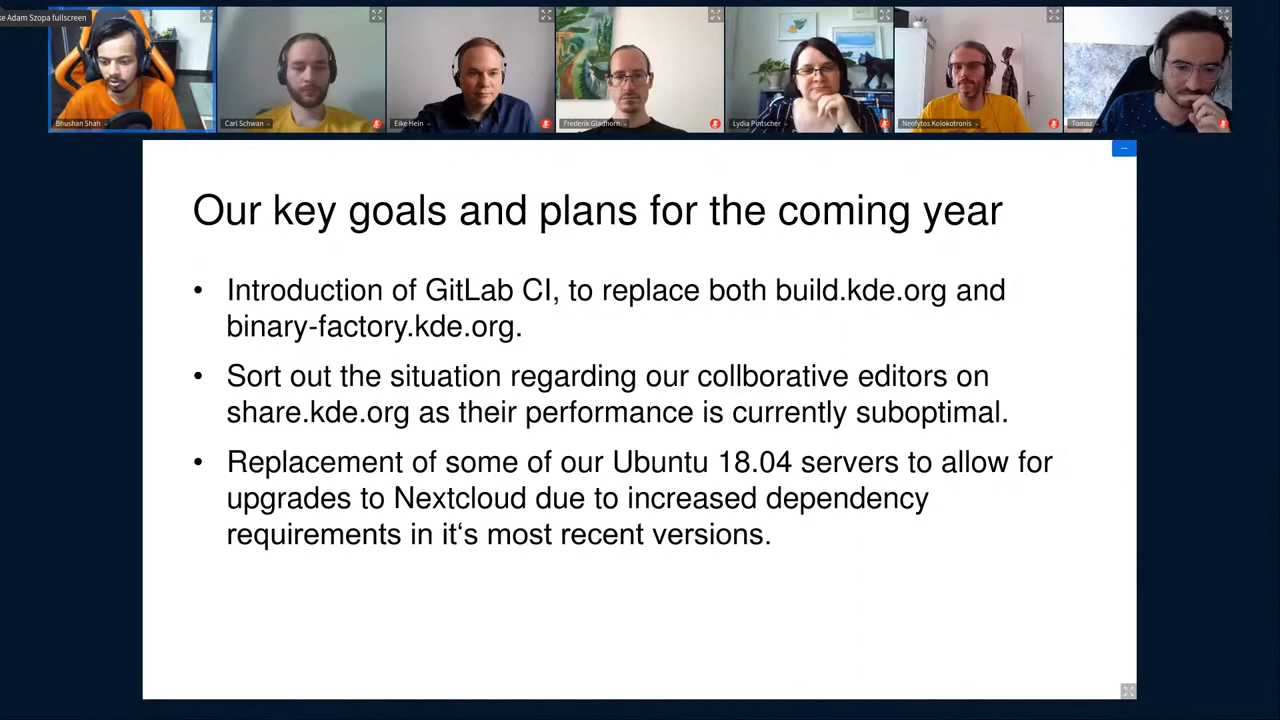 ke Adam Szopa fullscreen
Bhushan Shah
Carl Schwan
Eike Hein
Frederik Gladhorn
Lydia Pintscher
Neofytos Kolokotronis
Tomaz
Our key goals and plans for the coming year
• Introduction of GitLab CI, to replace both build.kde.org and
binary-factory.kde.org.
• Sort out the situation regarding our collborative editors on
share.kde.org as their performance is currently suboptimal.
• Replacement of some of our Ubuntu 18.04 servers to allow for
upgrades to Nextcloud due to increased dependency
requirements in it‘s most recent versions.